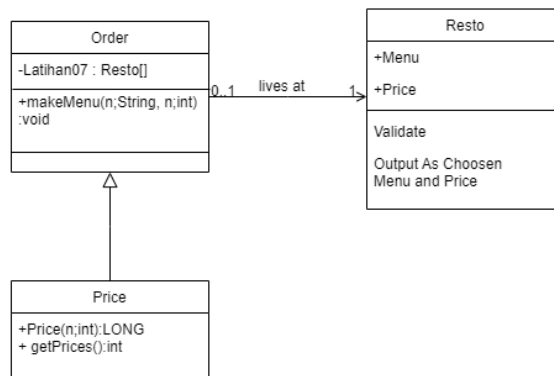 Order
-Latihan07 : Resto[]
+makeMenu(n;String, n;int)
:void
0..1
lives at
1
Resto
+Menu
+Price
Validate
Output As Choosen
Menu and Price
Price
+Price(n;int):LONG
+ getPrices():int